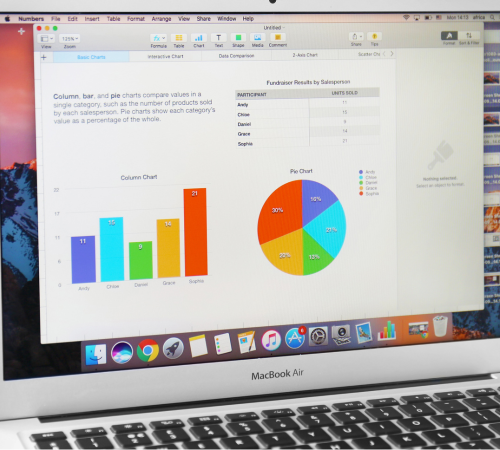 Numbers File Edit Insert Table Format Arrange View Share Window Help
Untitled
View Zoom Formula Table Chart Text Shape Media Comment Share Tips Format Sort & Filter
Basic Charts Interactive Chart Data Comparison 2-Axis Chart
Column, bar, and pie charts compare values in a
single category, such as the number of products sold
by each salesperson. Pie charts show each category's
value as a percentage of the whole.
Fundraiser Results by Salesperson
PARTICIPANT UNITS SOLD
Andy 11
Chloe 15
Daniel 9
Grace 14
Sophia 21
Nothing selected.
Select an object to format.
Column Chart
22
17
11
6
0
11
15
9
14
21
Andy Chloe Daniel Grace Sophia
Pie Chart
Andy
Chloe
Daniel
Grace
Sophia
16%
21%
13%
20%
30%
MacBook Air